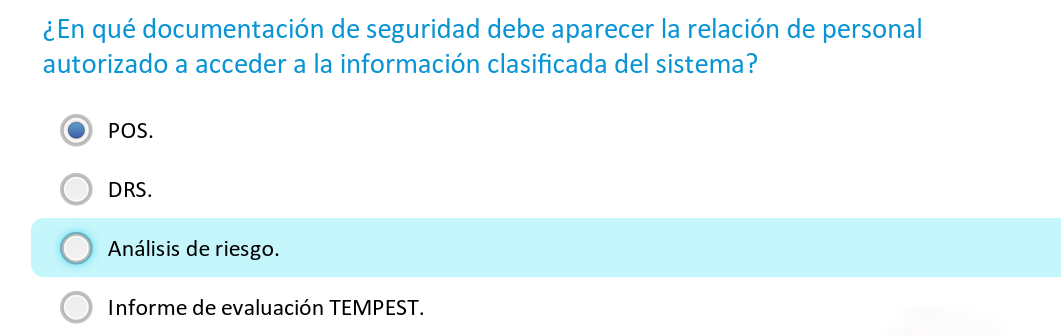 ¿En qué documentación de seguridad debe aparecer la relación de personal
autorizado a acceder a la información clasificada del sistema?
POS.
DRS.
Análisis de riesgo.
Informe de evaluación TEMPEST.